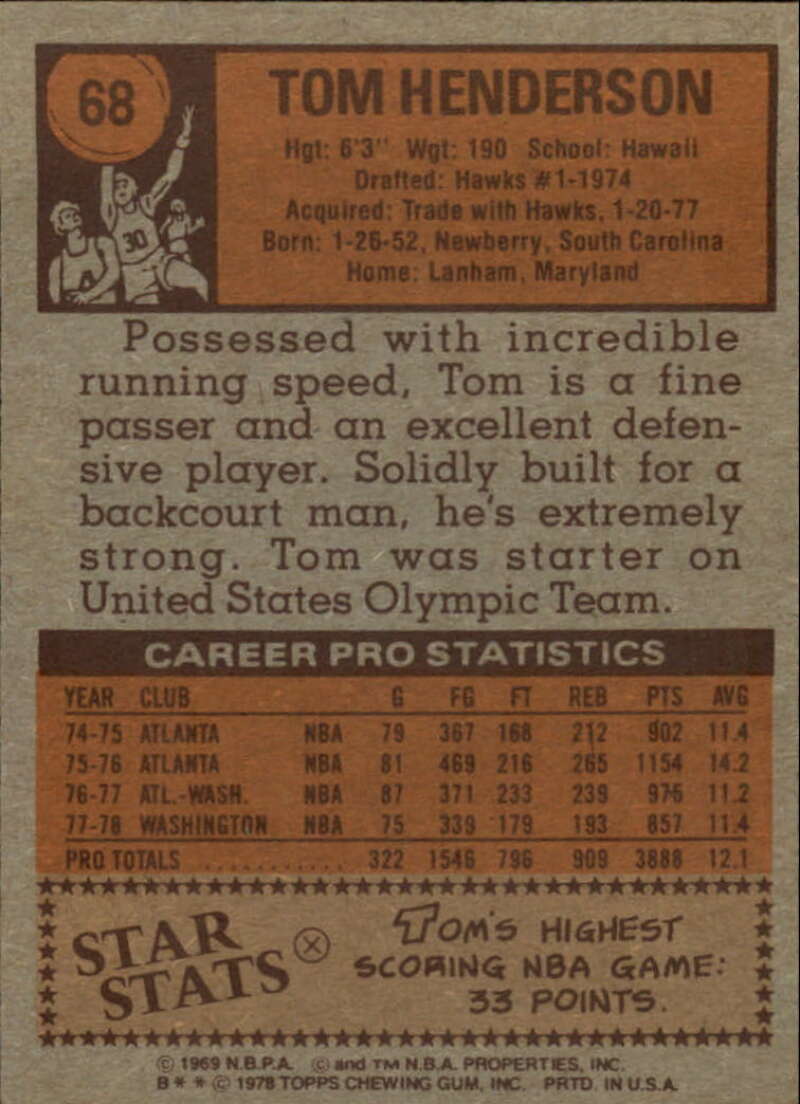 68
TOM HENDERSON
30
Hgt: 6'3" Wgt: 190 School: Hawaii
Drafted: Hawks #1-1974
Acquired: Trade with Hawks, 1-20-77
Born: 1-26-52, Newberry, South Carolina
Home: Lanham, Maryland
Possessed with incredible
running speed, Tom is a fine
passer and an excellent defen-
sive player. Solidly built for a
backcourt man, he's extremely
strong. Tom was starter on
United States Olympic Team.
CAREER PRO STATISTICS
YEAR CLUB G FG FT REB PTS AVG
74-75 ATLANTA NBA 79 367 168 212 902 11.4
75-76 ATLANTA NBA 81 469 216 265 1154 14.2
76-77 ATL.-WASH. NBA 87 371 233 239 975 11.2
77-78 WASHINGTON NBA 75 339 179 193 857 11.4
PRO TOTALS ........... 322 1546 796 909 3888 12.1
STAR STATS
TOM'S HIGHEST
SCORING NBA GAME:
33 POINTS.
© 1969 N.B.P.A. © and TM N.B.A. PROPERTIES, INC.
B * * © 1978 TOPPS CHEWING GUM, INC. PRTD. IN U.S.A.